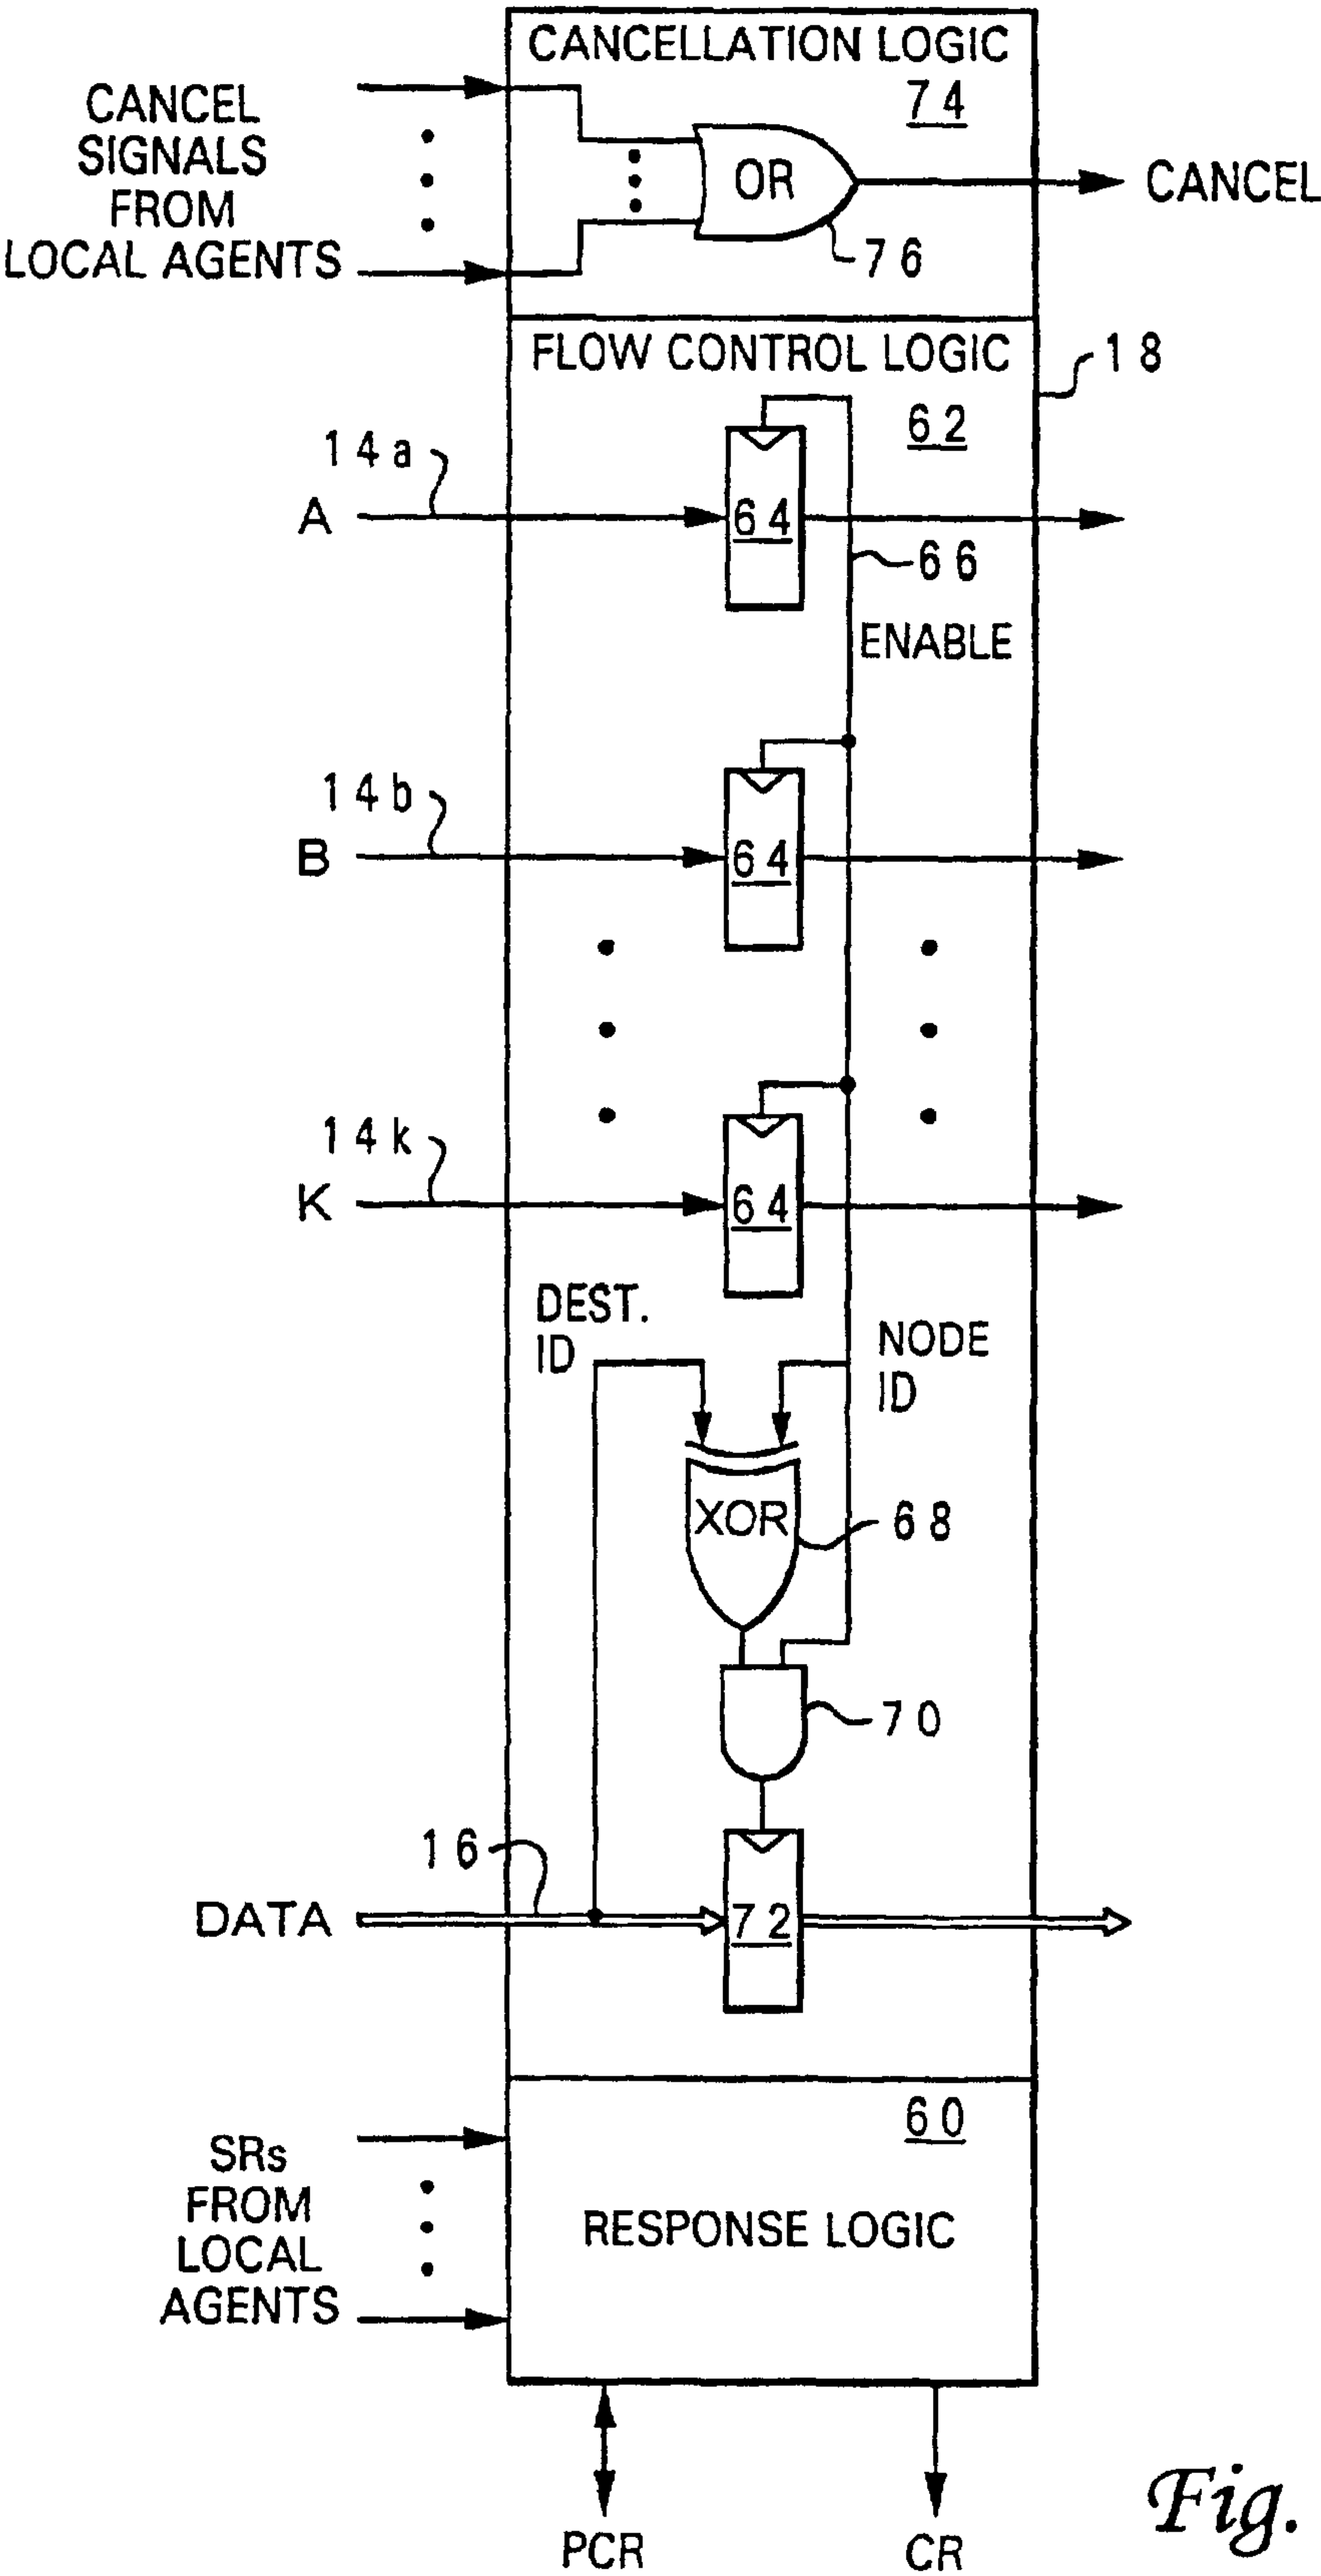 CANCELLATION LOGIC
74
CANCEL
SIGNALS
FROM
LOCAL AGENTS
OR
76
CANCEL
FLOW CONTROL LOGIC
62
18
14a
A
64
66
ENABLE
14b
B
64
14k
K
64
DEST.
ID
NODE
ID
XOR
68
70
16
DATA
72
60
SRs
FROM
LOCAL
AGENTS
RESPONSE LOGIC
PCR
CR
Fig.